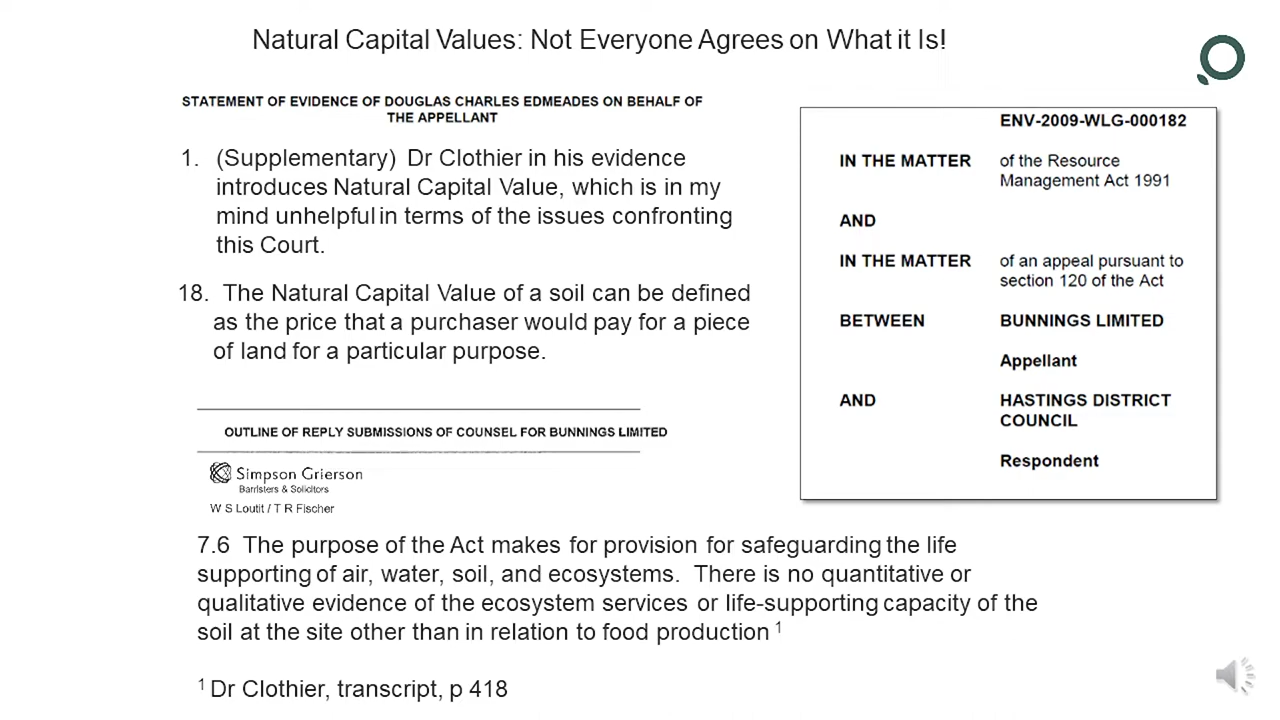 Natural Capital Values: Not Everyone Agrees on What it Is!
STATEMENT OF EVIDENCE OF DOUGLAS CHARLES EDMEADES ON BEHALF OF
THE APPELLANT
1. (Supplementary) Dr Clothier in his evidence
introduces Natural Capital Value, which is in my
mind unhelpful in terms of the issues confronting
this Court.
18. The Natural Capital Value of a soil can be defined
as the price that a purchaser would pay for a piece
of land for a particular purpose.
OUTLINE OF REPLY SUBMISSIONS OF COUNSEL FOR BUNNINGS LIMITED
Simpson Grierson
Barristers & Solicitors
W S Loutit / T R Fischer
ENV-2009-WLG-000182
IN THE MATTER of the Resource
Management Act 1991
AND
IN THE MATTER of an appeal pursuant to
section 120 of the Act
BETWEEN BUNNINGS LIMITED
Appellant
AND HASTINGS DISTRICT
COUNCIL
Respondent
7.6 The purpose of the Act makes for provision for safeguarding the life
supporting of air, water, soil, and ecosystems. There is no quantitative or
qualitative evidence of the ecosystem services or life-supporting capacity of the
soil at the site other than in relation to food production 1
1 Dr Clothier, transcript, p 418